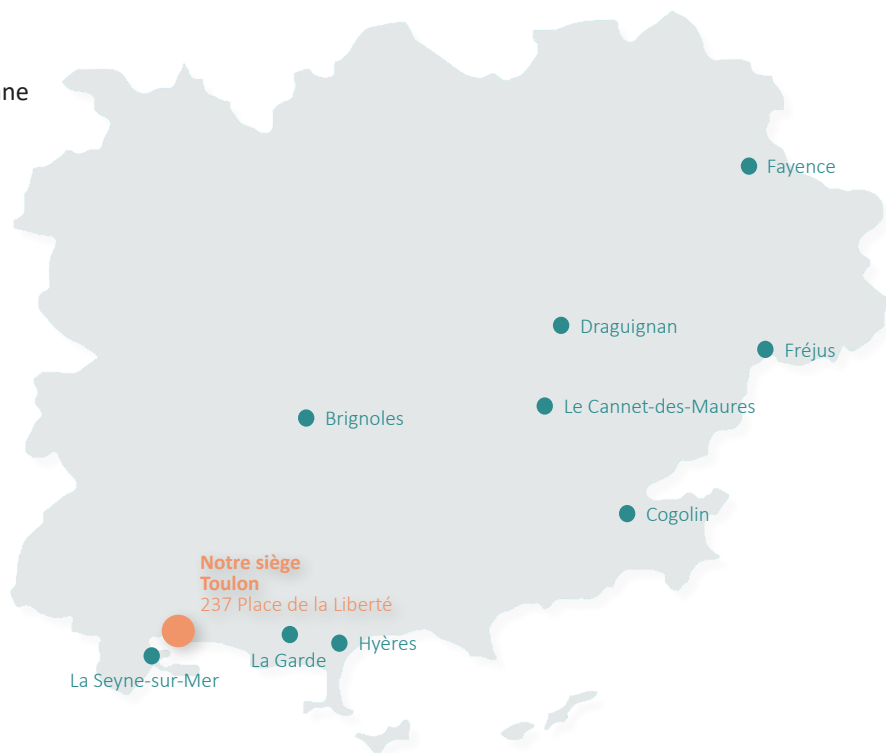 Fayence
Draguignan
Fréjus
Le Cannet-des-Maures
Brignoles
Cogolin
Notre siège
Toulon
237 Place de la Liberté
Hyères
La Garde
La Seyne-sur-Mer